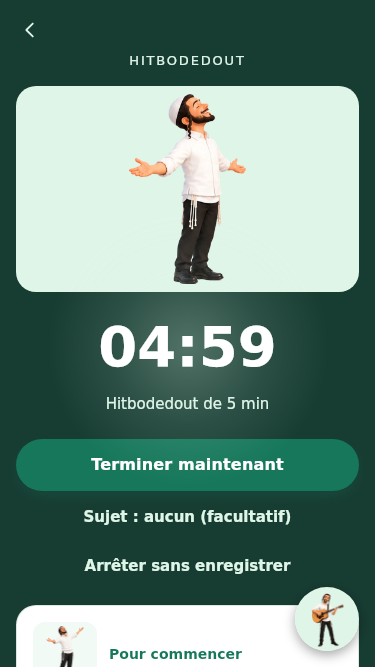 HITBODEDOUT
04:59
Hitbodedout de 5 min
Terminer maintenant
Sujet : aucun (facultatif)
Arrêter sans enregistrer
Pour commencer